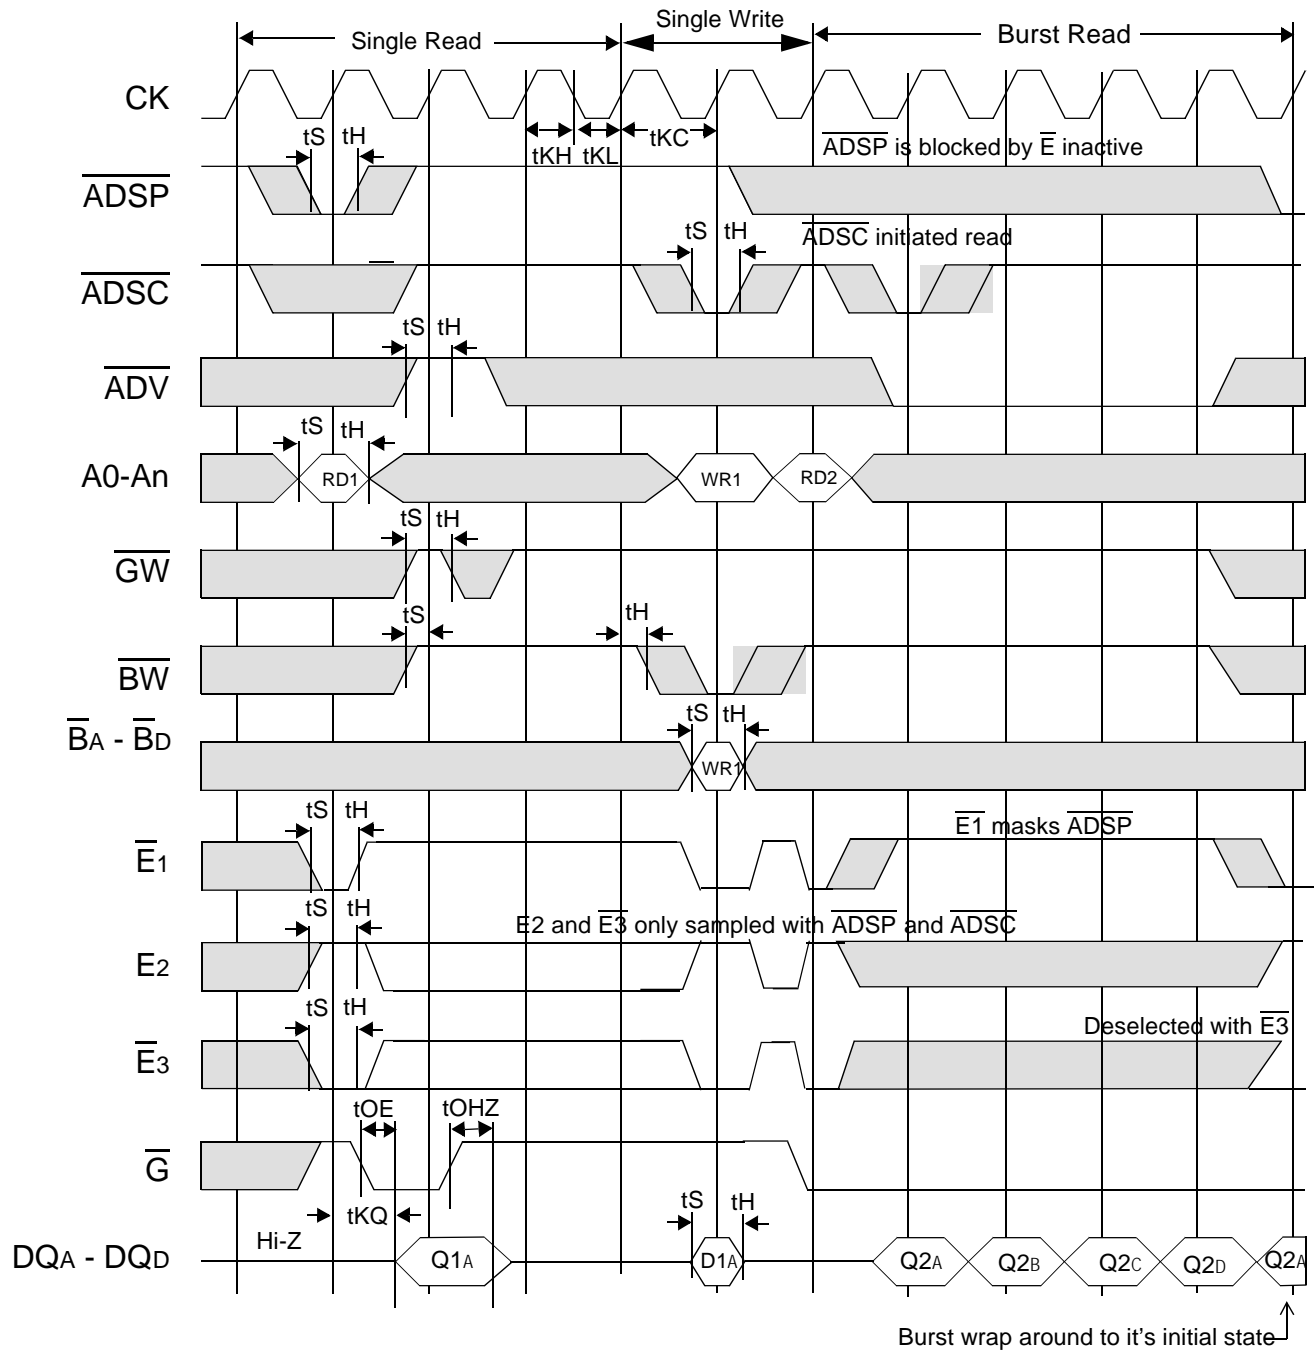 Single Read
Single Write
Burst Read
CK
tS tH
tKH tKL tKC
ADSP is blocked by E inactive
ADSP
tS tH
ADSC initiated read
ADSC
tS tH
ADV
tS tH
A0-An
RD1 WR1 RD2
tS tH
GW
tS
tH
BW
BA - BD
tS tH
WR1
tS tH
E1 masks ADSP
E1
tS tH
E2 and E3 only sampled with ADSP and ADSC
E2
tS tH
Deselected with E3
E3
tOE tOHZ
G
tKQ
tS tH
Hi-Z
DQA - DQD
Q1A D1A Q2A Q2B Q2C Q2D Q2A
Burst wrap around to it's initial state